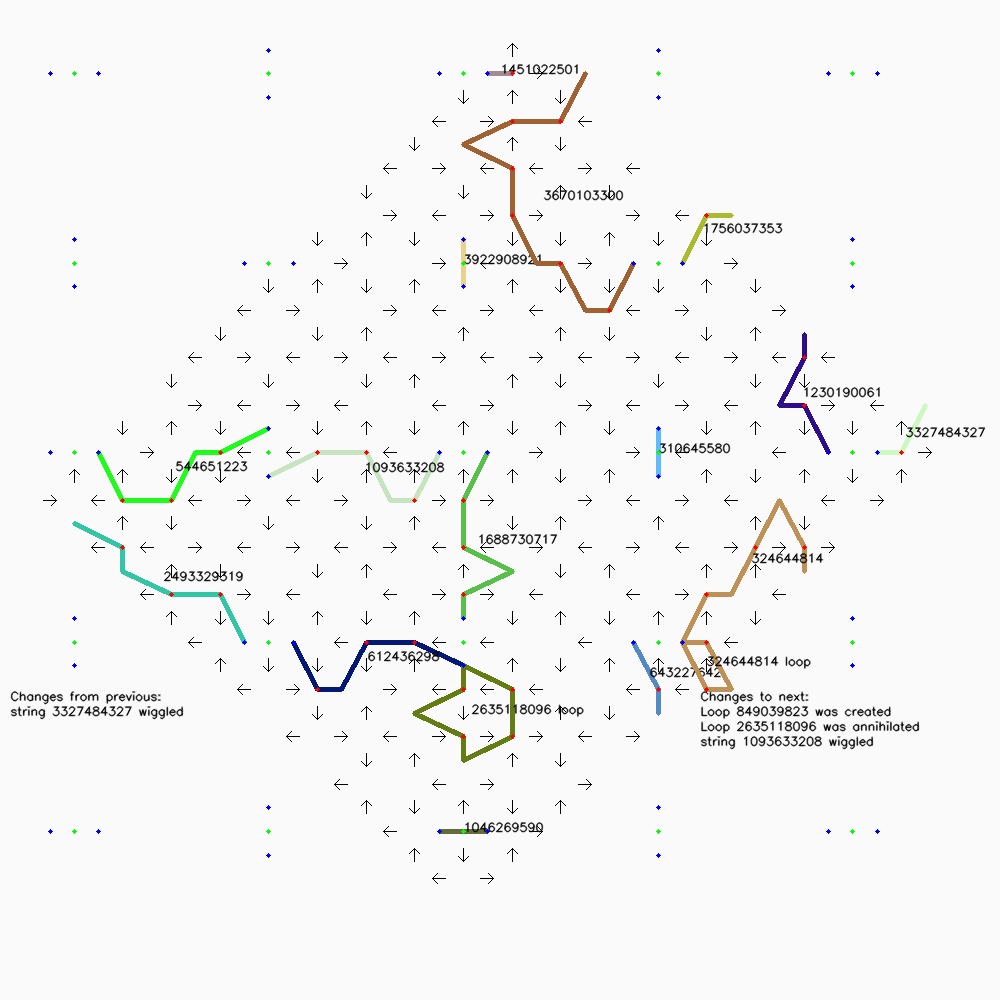 1451022501
3670103300
1756037353
3922908921
1230190061
3327484327
310645580
544651223
1093633208
1688730717
324644814
2493329319
612436298
324644814 loop
643227642
Changes from previous:
string 3327484327 wiggled
2635118096 loop
Changes to next:
Loop 849039823 was created
Loop 2635118096 was annihilated
string 1093633208 wiggled
1046269590